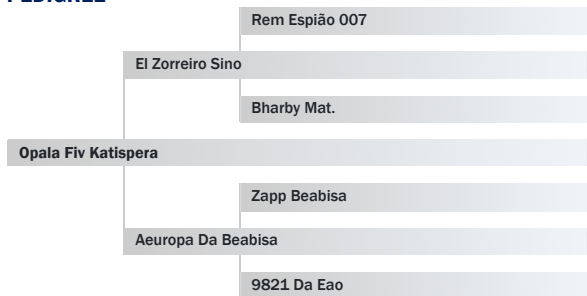 Rem Espião 007
El Zorreiro Sino
Bharby Mat.
Opala Fiv Katispera
Zapp Beabisa
Aeuropa Da Beabisa
9821 Da Eao